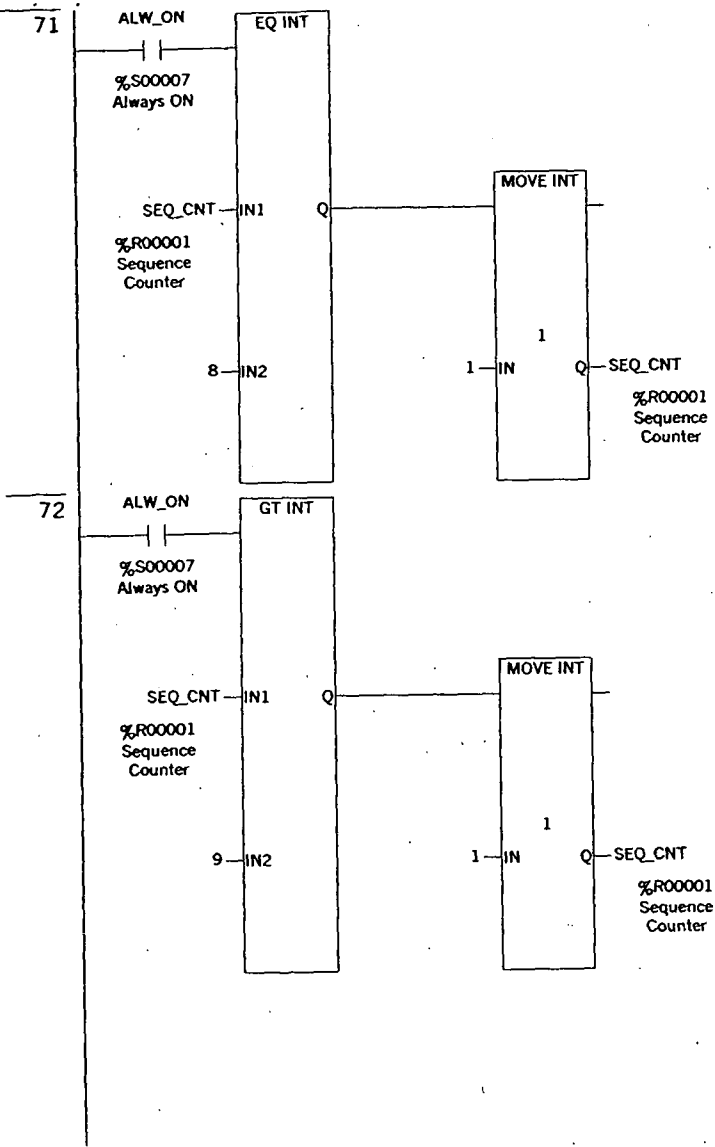 71
ALW_ON
EQ INT
%S00007
Always ON
MOVE INT
SEQ_CNT
IN1
Q
%R00001
Sequence
Counter
1
8
IN2
1
IN
Q
SEQ_CNT
%R00001
Sequence
Counter
72
ALW_ON
GT INT
%S00007
Always ON
MOVE INT
SEQ_CNT
IN1
Q
%R00001
Sequence
Counter
1
9
IN2
1
IN
Q
SEQ_CNT
%R00001
Sequence
Counter